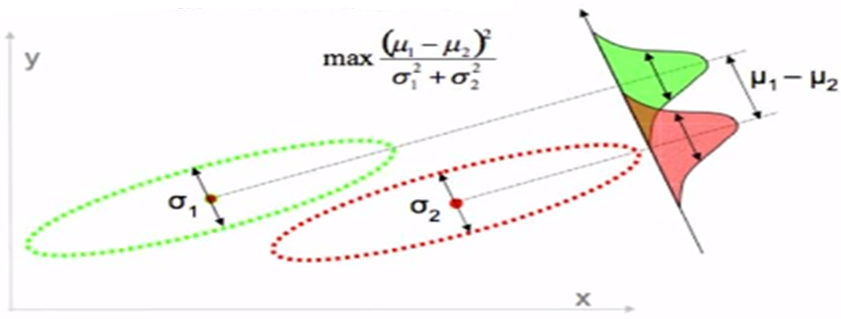 y
max (μ₁ − μ₂)² / σ₁² + σ₂²
μ₁ − μ₂
σ₁
σ₂
x